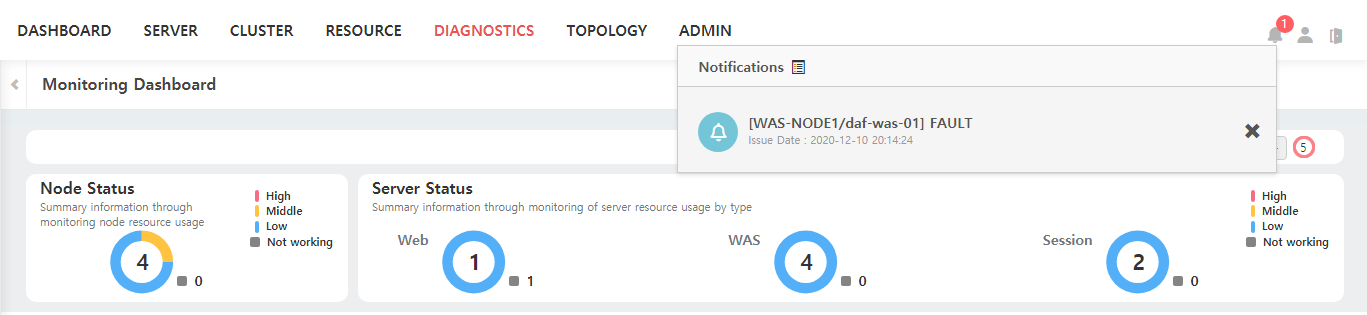 DASHBOARD SERVER CLUSTER RESOURCE DIAGNOSTICS TOPOLOGY ADMIN 1
Monitoring Dashboard
Notifications
[WAS-NODE1/daf-was-01] FAULT
Issue Date : 2020-12-10 20:14:24
5
Node Status
Summary information through
monitoring node resource usage
High
Middle
Low
Not working
4
0
Server Status
Summary information through monitoring of server resource usage by type
High
Middle
Low
Not working
Web
1
1
WAS
4
0
Session
2
0